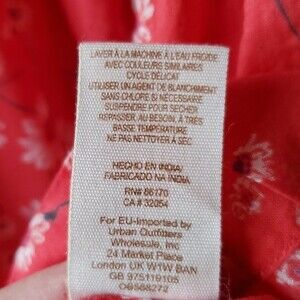 LAVER À LA MACHINE À L'EAU FROIDE
AVEC COULEURS SIMILAIRES
CYCLE DÉLICAT
UTILISER UN AGENT DE BLANCHIMENT
SANS CHLORE SI NÉCESSAIRE
SUSPENDRE POUR SÉCHER
REPASSER, AU BESOIN, À TRÈS
BASSE TEMPÉRATURE
NE PAS NETTOYER À SEC
HECHO EN INDIA
FABRICADO NA INDIA
RN# 66170
CA# 32054
For EU-Imported by
Urban Outfitters
Wholesale, Inc
24 Market Place
London UK W1W 8AN
GB 975119105